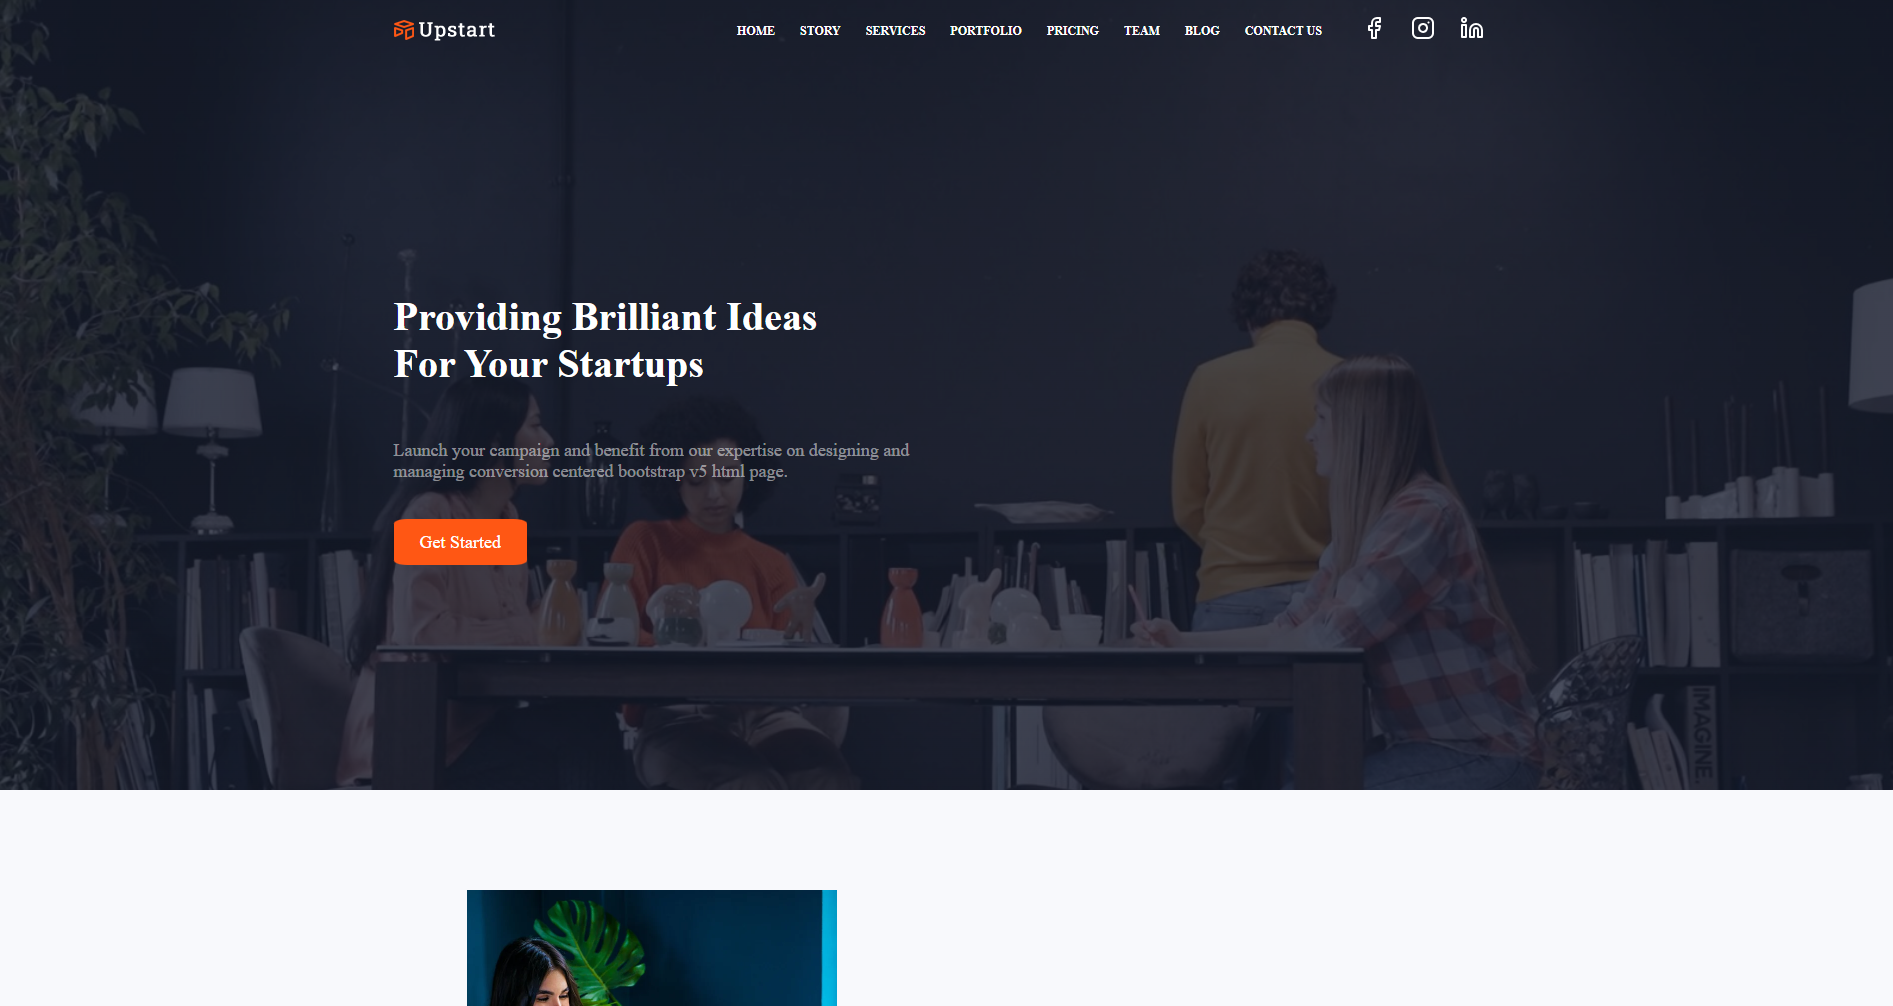 Upstart
HOME STORY SERVICES PORTFOLIO PRICING TEAM BLOG CONTACT US
Providing Brilliant Ideas
For Your Startups
Launch your campaign and benefit from our expertise on designing and
managing conversion centered bootstrap v5 html page.
Get Started
IMAGINE